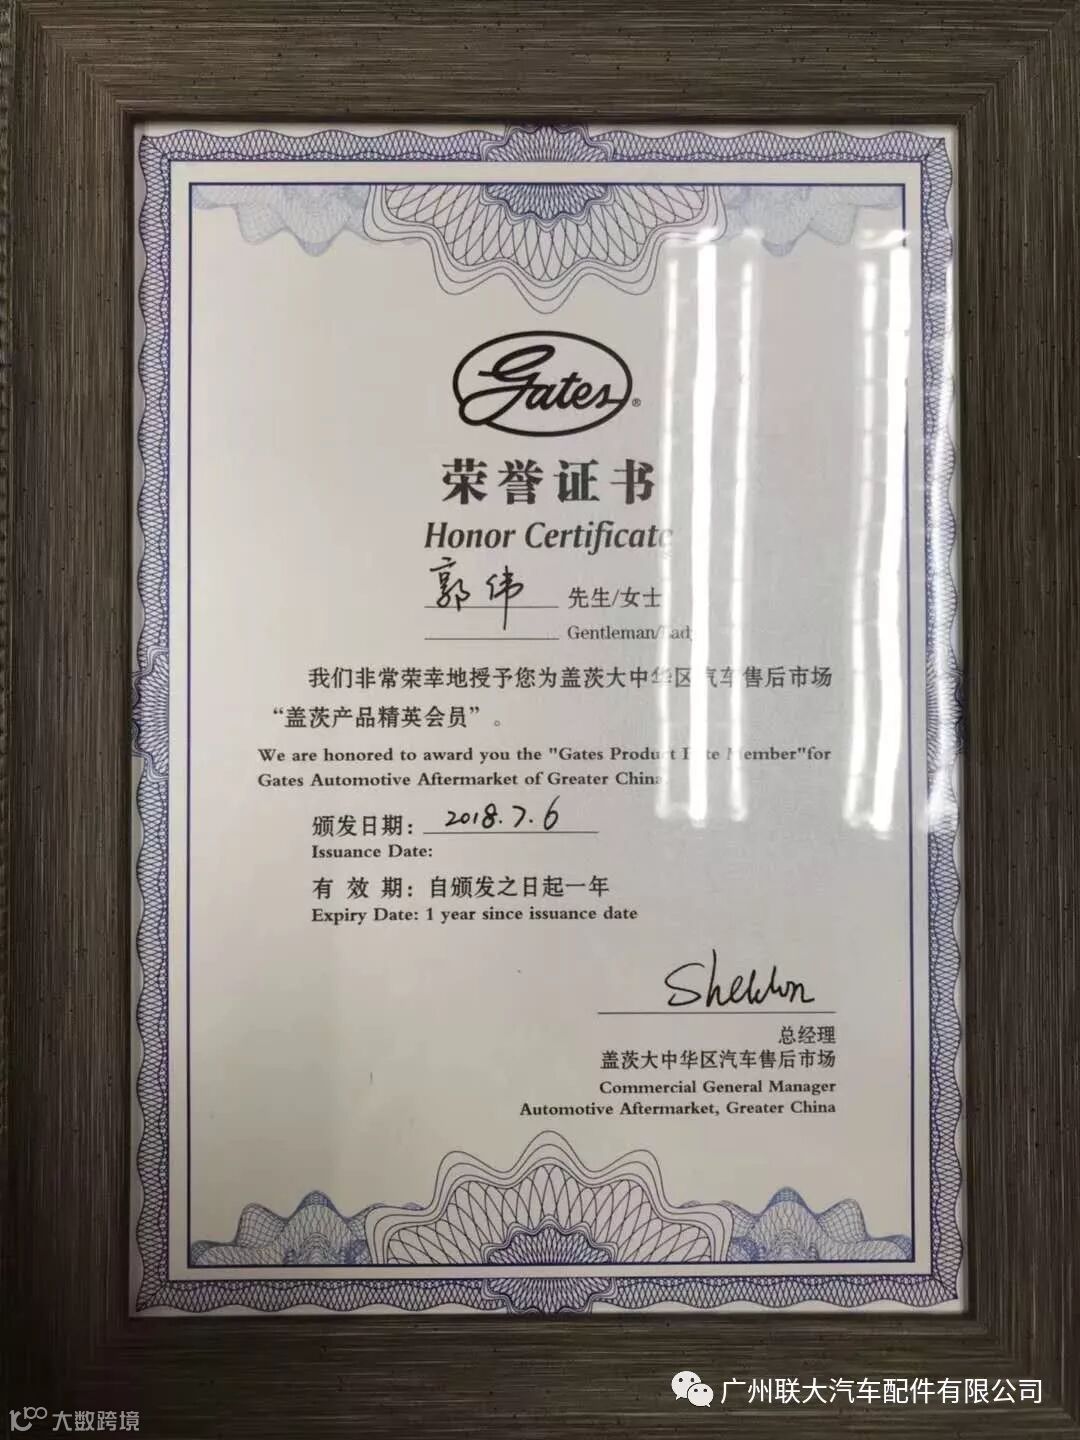 Gates®
荣誉证书
Honor Certificate
郭伟 先生/女士
Gentleman/Lady
我们非常荣幸地授予您为盖茨大中华区汽车售后市场
“盖茨产品精英会员”。
We are honored to award you the "Gates Product Elite Member"for
Gates Automotive Aftermarket of Greater China.
颁发日期：2018.7.6
Issuance Date:
有 效 期：自颁发之日起一年
Expiry Date: 1 year since issuance date
Sheldon
总经理
盖茨大中华区汽车售后市场
Commercial General Manager
Automotive Aftermarket, Greater China
广州联大汽车配件有限公司
大数跨境